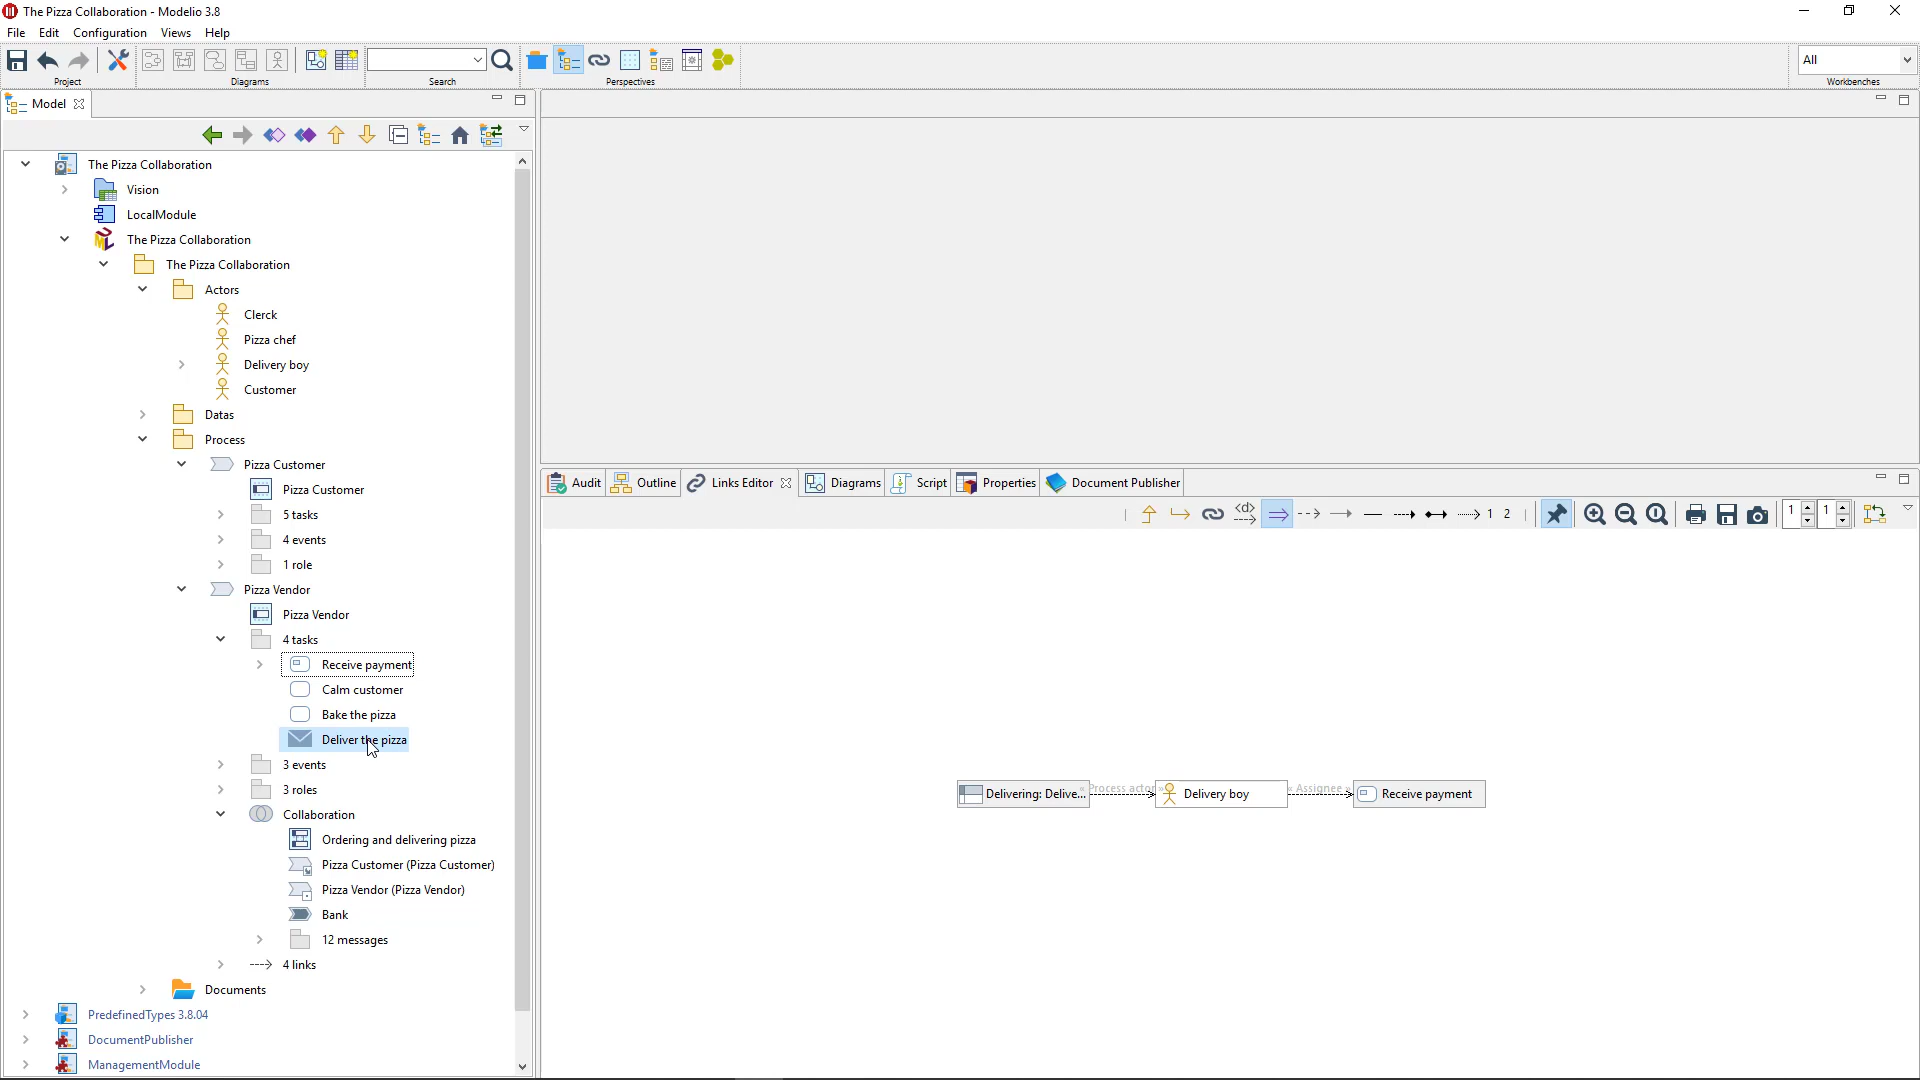 The Pizza Collaboration - Modelio 3.8
File Edit Configuration Views Help
Project Diagrams Search Perspectives All Workbenches
Model
The Pizza Collaboration
Vision
LocalModule
The Pizza Collaboration
The Pizza Collaboration
Actors
Clerck
Pizza chef
Delivery boy
Customer
Datas
Process
Pizza Customer
Pizza Customer
5 tasks
4 events
1 role
Pizza Vendor
Pizza Vendor
4 tasks
Receive payment
Calm customer
Bake the pizza
Deliver the pizza
3 events
3 roles
Collaboration
Ordering and delivering pizza
Pizza Customer (Pizza Customer)
Pizza Vendor (Pizza Vendor)
Bank
12 messages
4 links
Documents
PredefinedTypes 3.8.04
DocumentPublisher
ManagementModule
Audit Outline Links Editor Diagrams Script Properties Document Publisher
<d> 1 2 1 1
Delivering: Delive... « Process actor » Delivery boy « Assignee » Receive payment